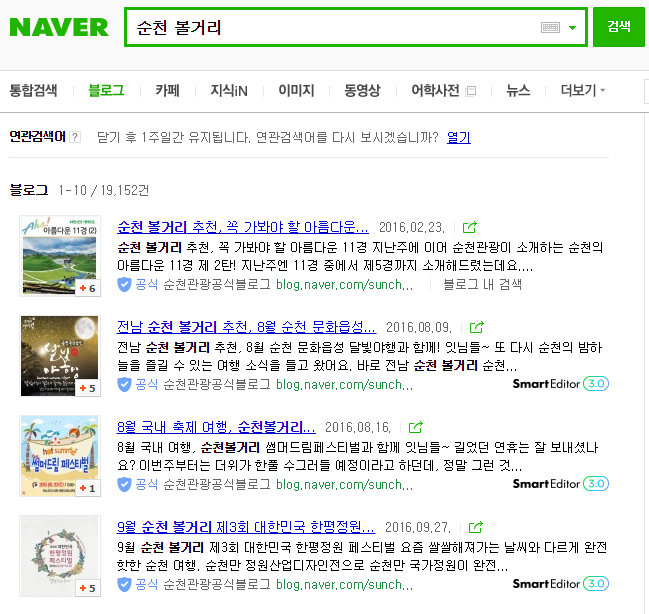 NAVER 순천 볼거리 검색
통합검색 블로그 카페 지식iN 이미지 동영상 어학사전 뉴스 더보기
연관검색어 ? 닫기 후 1주일간 유지됩니다. 연관검색어를 다시 보시겠습니까? 열기
블로그 1-10 / 19,152건
Aha!
아름다운 11경 (2)
+ 6
순천 볼거리 추천, 꼭 가봐야 할 아름다운... 2016.02.23.
순천 볼거리 추천, 꼭 가봐야 할 아름다운 11경 지난주에 이어 순천관광이 소개하는 순천의
아름다운 11경 제 2탄! 지난주엔 11경 중에서 제5경까지 소개해드렸는데요....
공식 순천관광공식블로그 blog.naver.com/sunch... 블로그 내 검색
달빛
야행
+ 5
전남 순천 볼거리 추천, 8월 순천 문화읍성... 2016.08.09.
전남 순천 볼거리 추천, 8월 순천 문화읍성 달빛야행과 함께! 잇님들~ 또 다시 순천의 밤하
늘을 즐길 수 있는 여행 소식을 들고 왔어요. 바로 전남 순천 볼거리 순천...
공식 순천관광공식블로그 blog.naver.com/sunch... SmartEditor 3.0
hot summer
썸머드림 페스티벌
+ 1
8월 국내 축제 여행, 순천볼거리... 2016.08.16.
8월 국내 여행, 순천볼거리 썸머드림페스티벌과 함께 잇님들~ 길었던 연휴는 잘 보내셨나
요? 이번주부터는 더위가 한풀 수그러들 예정이라고 하던데, 정말 그런 것...
공식 순천관광공식블로그 blog.naver.com/sunch... SmartEditor 3.0
한평정원
페스티벌
+ 5
9월 순천 볼거리 제3회 대한민국 한평정원... 2016.09.27.
9월 순천 볼거리 제3회 대한민국 한평정원 페스티벌 요즘 쌀쌀해져가는 날씨와 다르게 완전
핫한 순천 여행. 순천만 정원산업디자인전으로 순천만 국가정원이 완전...
공식 순천관광공식블로그 blog.naver.com/sunch... SmartEditor 3.0